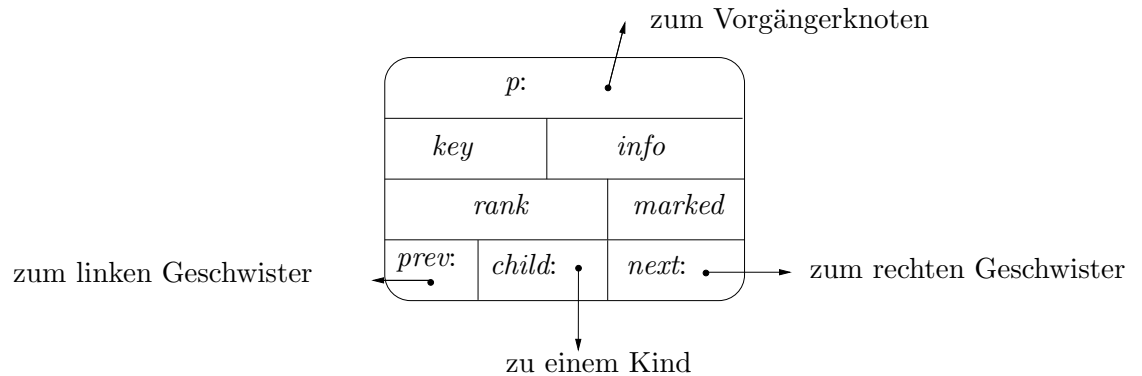 zum Vorgängerknoten
p:
key info
rank marked
prev: child: next:
zum linken Geschwister
zum rechten Geschwister
zu einem Kind